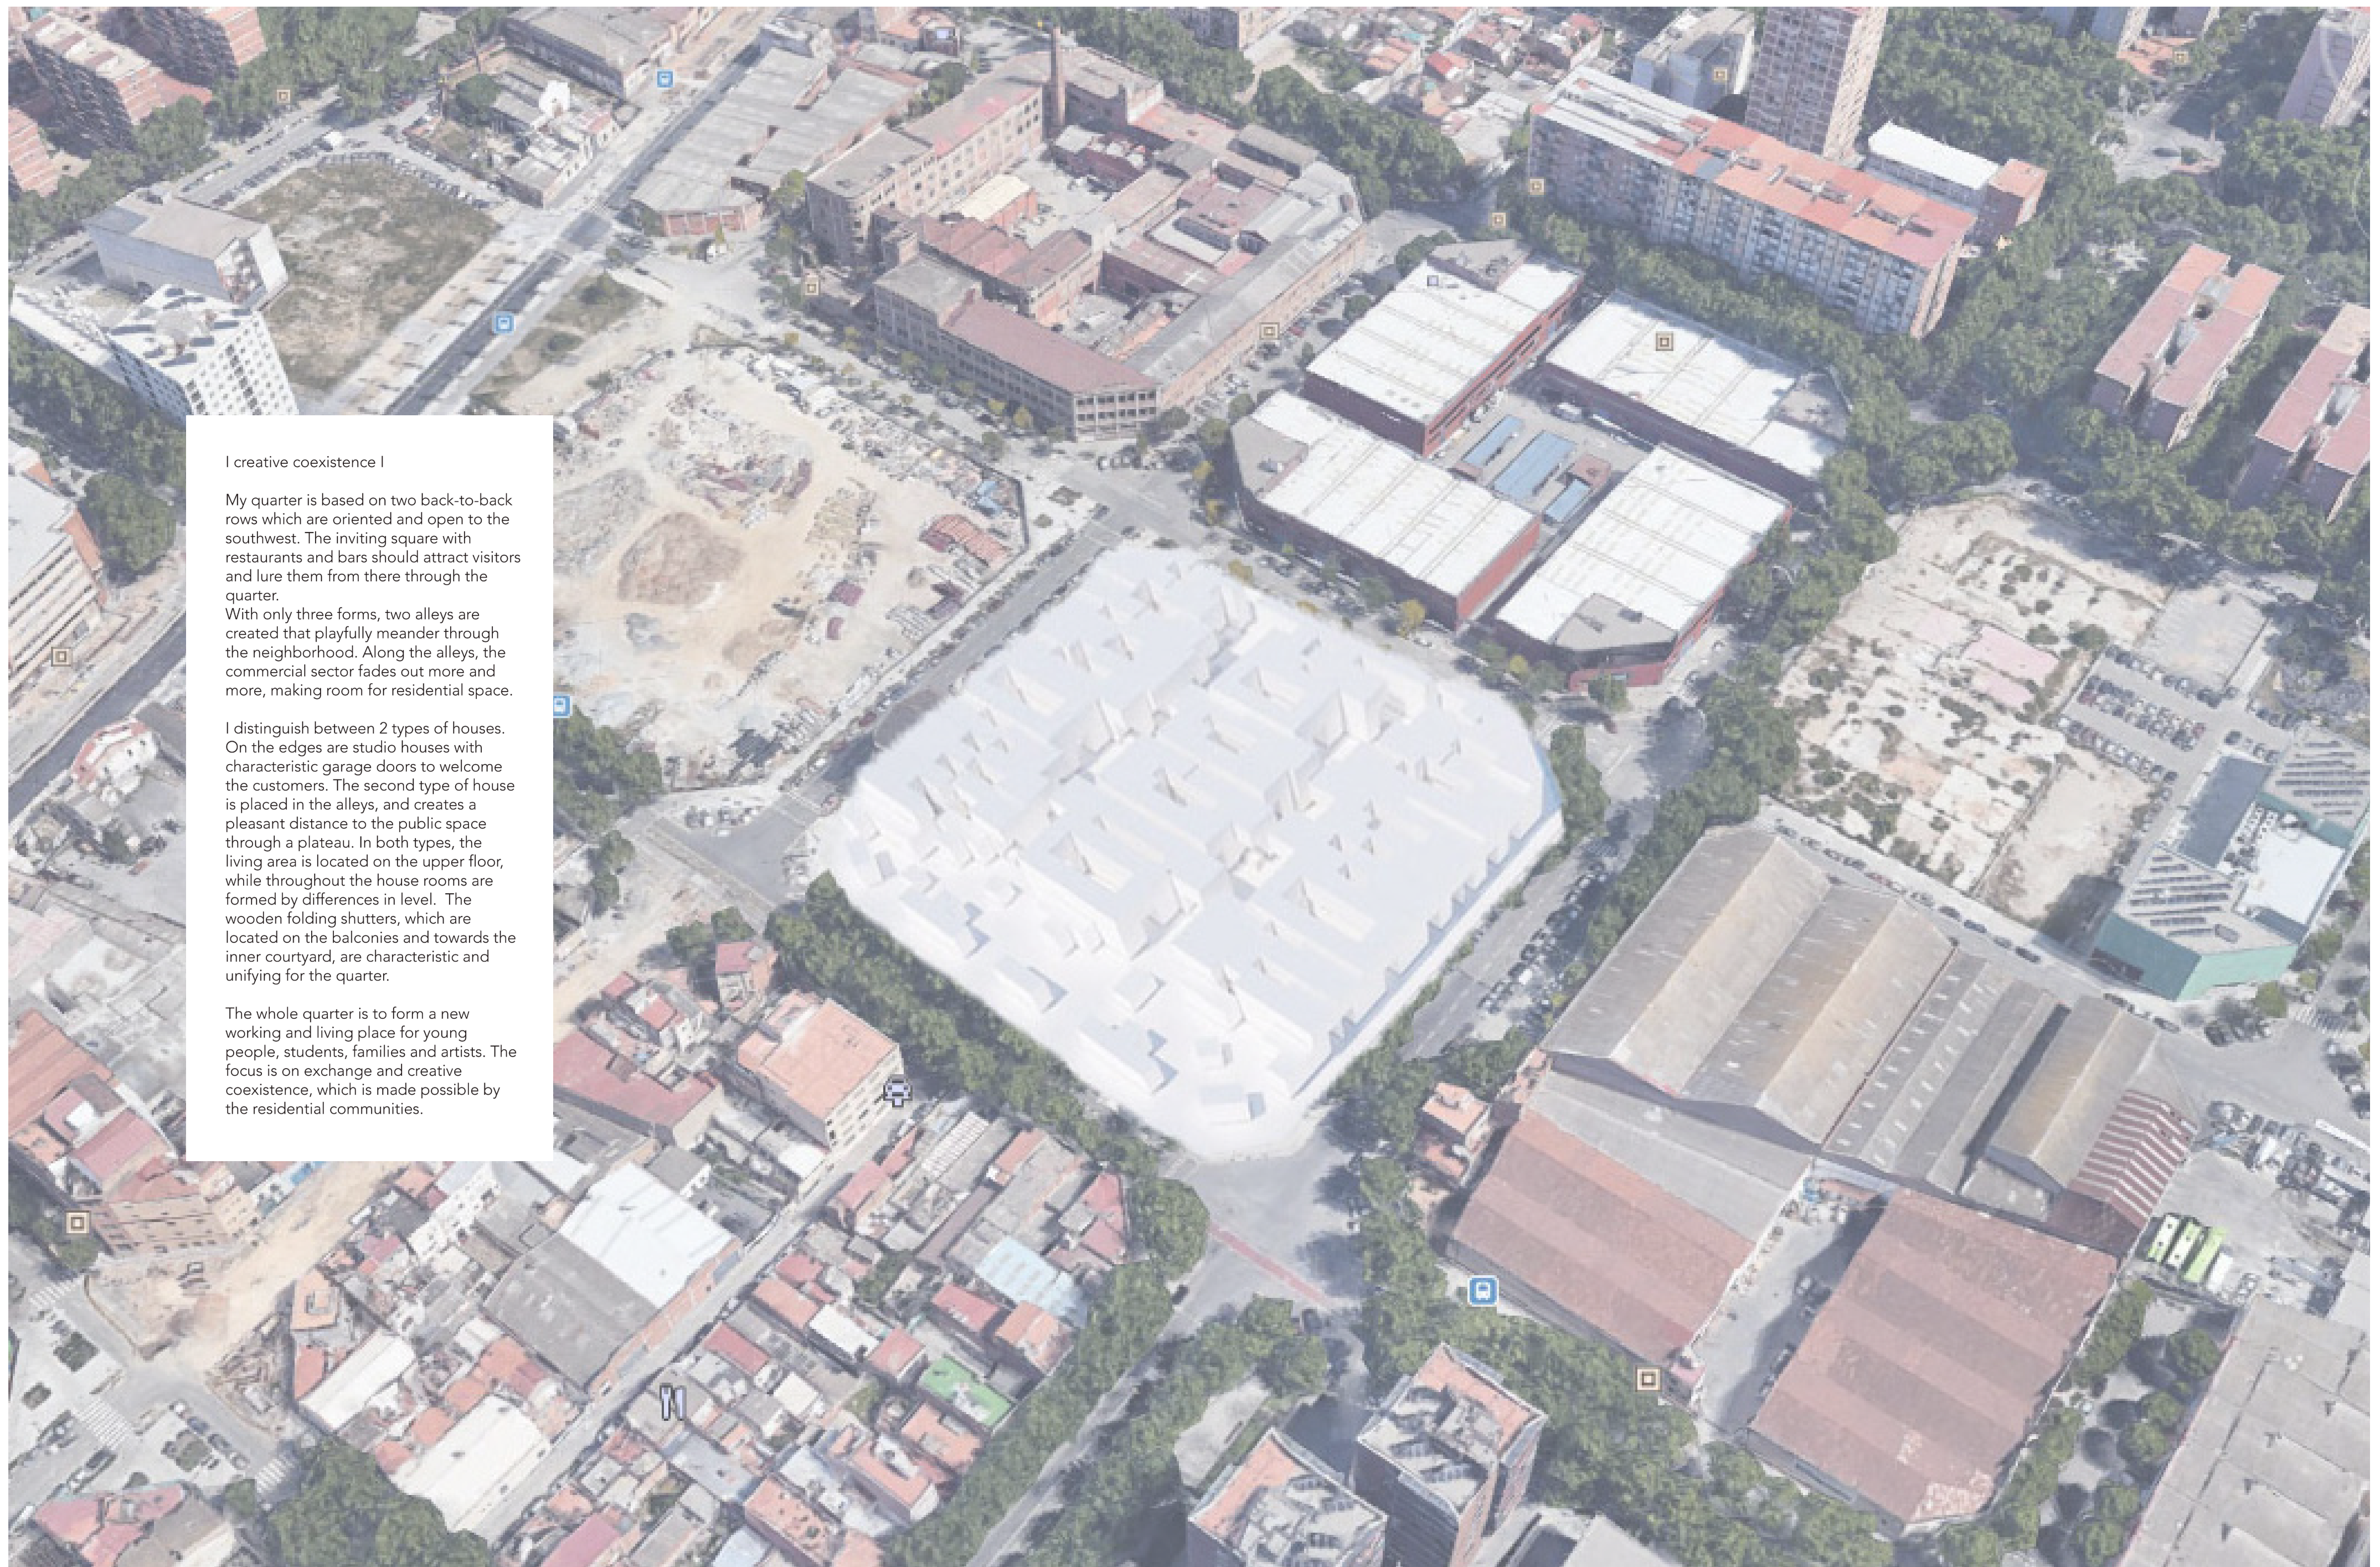 I creative coexistence I
My quarter is based on two back-to-back
rows which are oriented and open to the
southwest. The inviting square with
restaurants and bars should attract visitors
and lure them from there through the
quarter.
With only three forms, two alleys are
created that playfully meander through
the neighborhood. Along the alleys, the
commercial sector fades out more and
more, making room for residential space.
I distinguish between 2 types of houses.
On the edges are studio houses with
characteristic garage doors to welcome
the customers. The second type of house
is placed in the alleys, and creates a
pleasant distance to the public space
through a plateau. In both types, the
living area is located on the upper floor,
while throughout the house rooms are
formed by differences in level.  The
wooden folding shutters, which are
located on the balconies and towards the
inner courtyard, are characteristic and
unifying for the quarter.
The whole quarter is to form a new
working and living place for young
people, students, families and artists. The
focus is on exchange and creative
coexistence, which is made possible by
the residential communities.